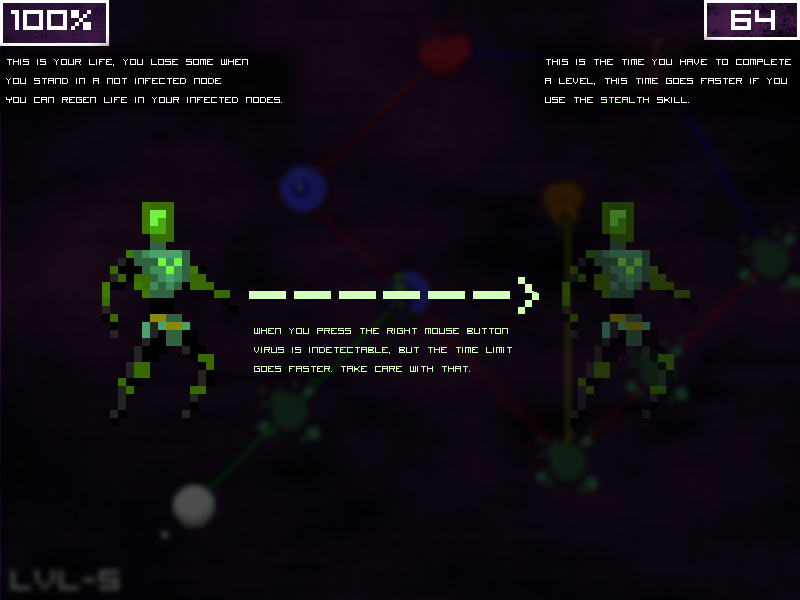 100%
64
THIS IS YOUR LIFE, YOU LOSE SOME WHEN
YOU STAND IN A NOT INFECTED NODE
YOU CAN REGEN LIFE IN YOUR INFECTED NODES.
THIS IS THE TIME YOU HAVE TO COMPLETE
A LEVEL, THIS TIME GOES FASTER IF YOU
USE THE STEALTH SKILL.
WHEN YOU PRESS THE RIGHT MOUSE BUTTON
VIRUS IS INDETECTABLE, BUT THE TIME LIMIT
GOES FASTER. TAKE CARE WITH THAT.
LVL-5